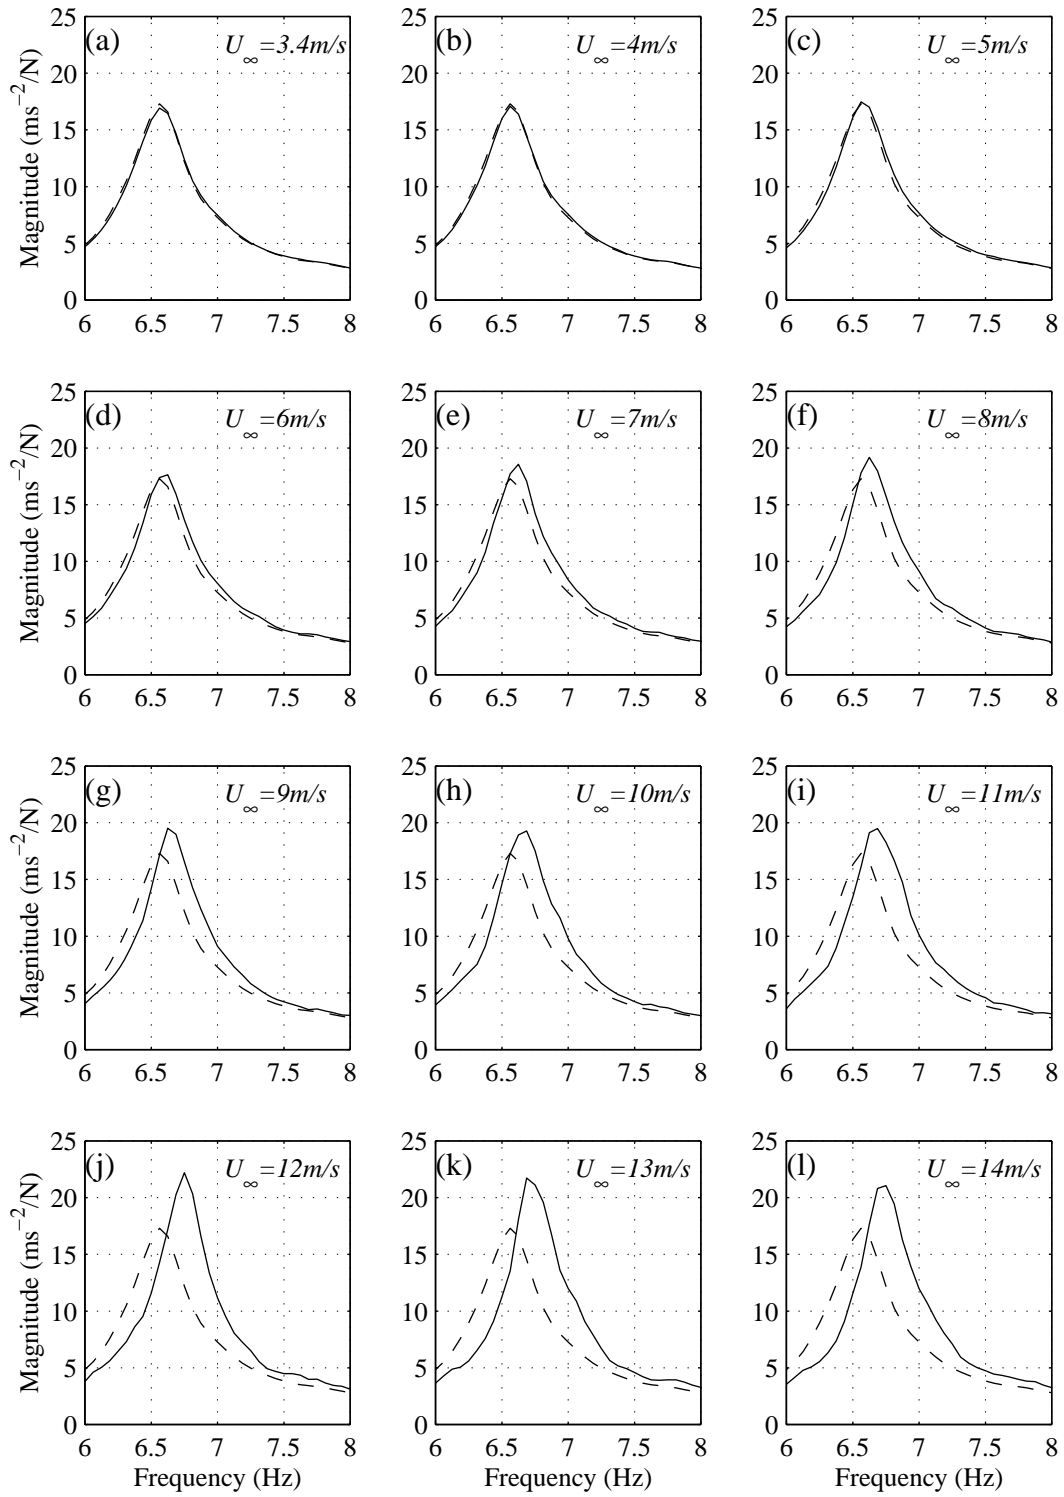 (a) U∞=3.4m/s
(b) U∞=4m/s
(c) U∞=5m/s
Magnitude (ms−2/N)
25
20
15
10
5
0
6 6.5 7 7.5 8
25
20
15
10
5
0
6 6.5 7 7.5 8
25
20
15
10
5
0
6 6.5 7 7.5 8
(d) U∞=6m/s
(e) U∞=7m/s
(f) U∞=8m/s
Magnitude (ms−2/N)
25
20
15
10
5
0
6 6.5 7 7.5 8
25
20
15
10
5
0
6 6.5 7 7.5 8
25
20
15
10
5
0
6 6.5 7 7.5 8
(g) U∞=9m/s
(h) U∞=10m/s
(i) U∞=11m/s
Magnitude (ms−2/N)
25
20
15
10
5
0
6 6.5 7 7.5 8
25
20
15
10
5
0
6 6.5 7 7.5 8
25
20
15
10
5
0
6 6.5 7 7.5 8
(j) U∞=12m/s
(k) U∞=13m/s
(l) U∞=14m/s
Magnitude (ms−2/N)
25
20
15
10
5
0
6 6.5 7 7.5 8
Frequency (Hz)
25
20
15
10
5
0
6 6.5 7 7.5 8
Frequency (Hz)
25
20
15
10
5
0
6 6.5 7 7.5 8
Frequency (Hz)